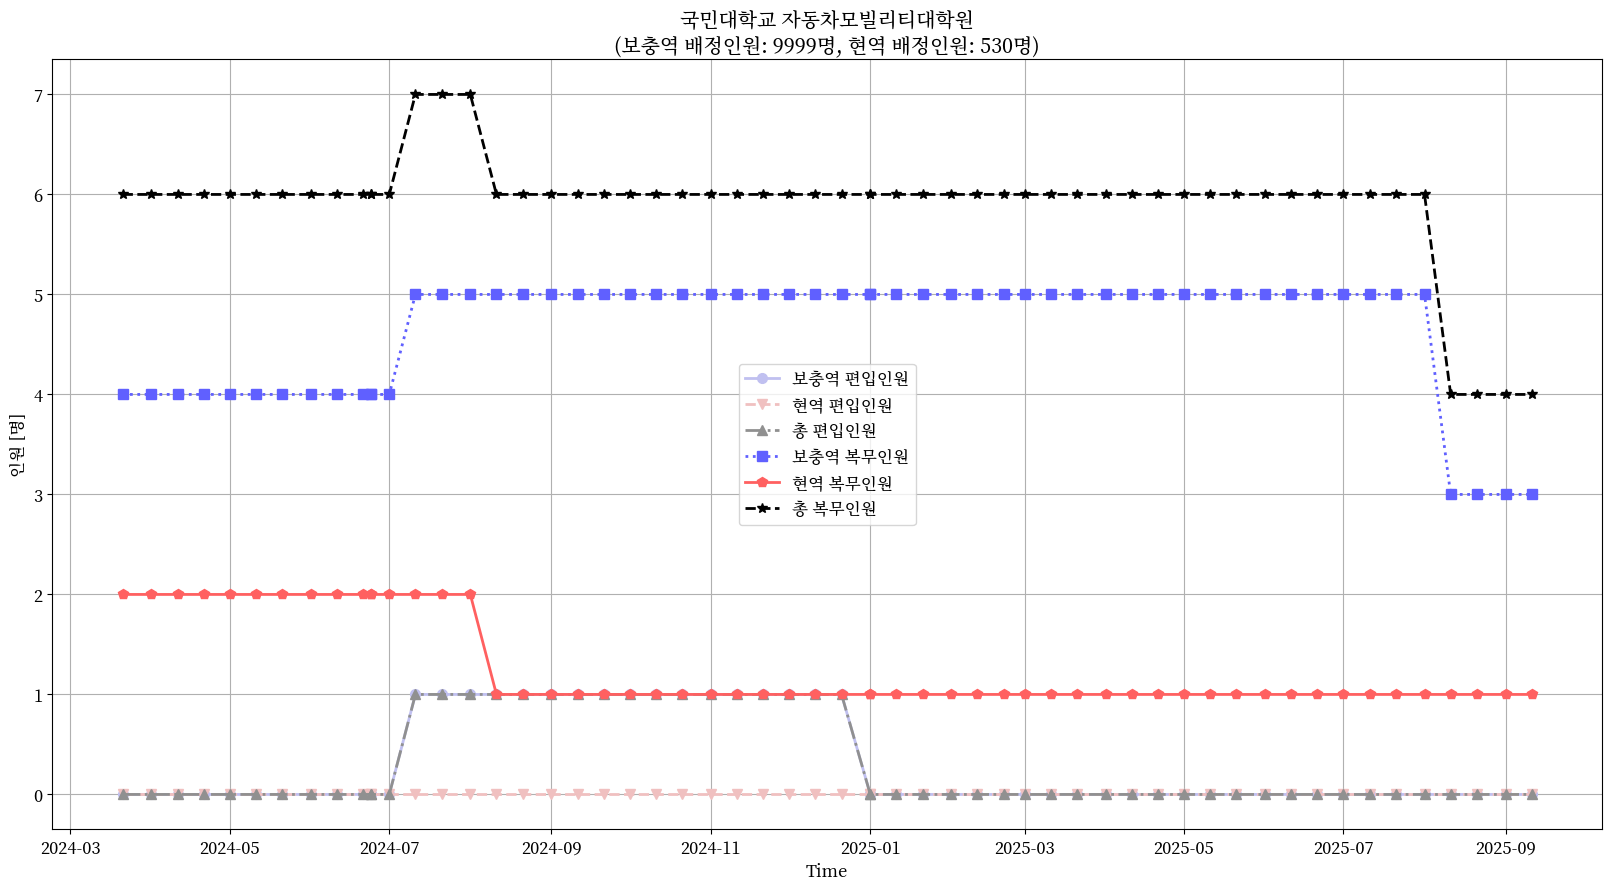 국민대학교 자동차모빌리티대학원
(보충역 배정인원: 9999명, 현역 배정인원: 530명)
7
6
5
4
3
2
1
0
인원 [명]
보충역 편입인원
현역 편입인원
총 편입인원
보충역 복무인원
현역 복무인원
총 복무인원
2024-03 2024-05 2024-07 2024-09 2024-11 2025-01 2025-03 2025-05 2025-07 2025-09
Time